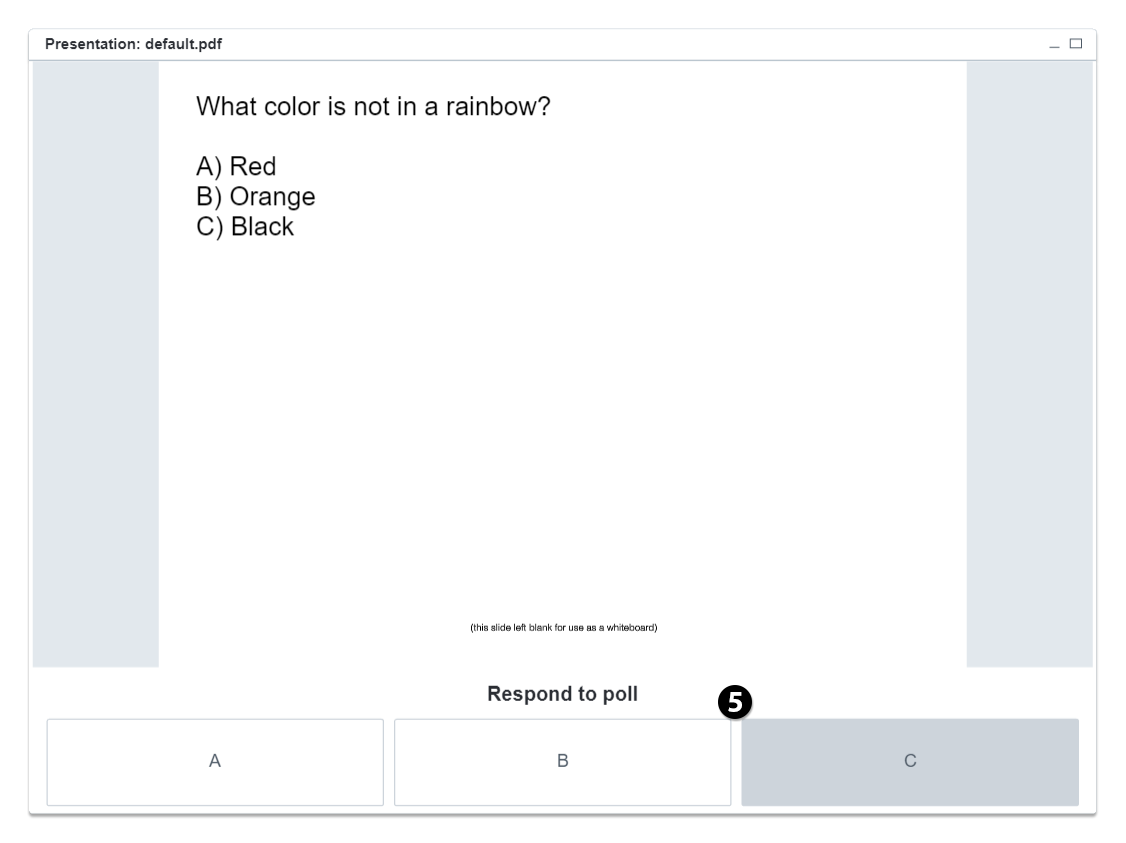 Presentation: default.pdf
What color is not in a rainbow?
A) Red
B) Orange
C) Black
(this slide left blank for use as a whiteboard)
Respond to poll
5
A
B
C